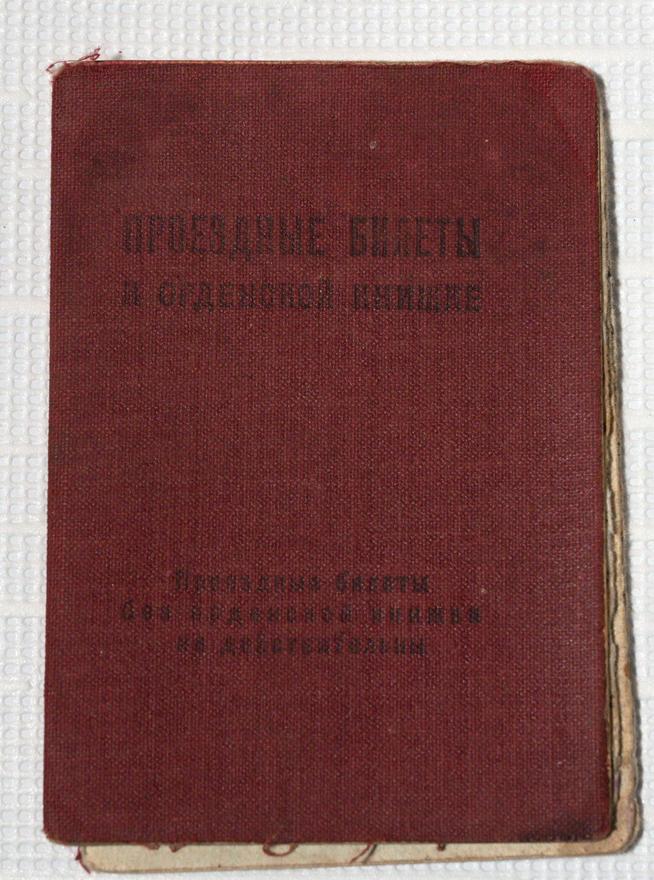 ПРОЕЗДНЫЕ БИЛЕТЫ
К ОРДЕНСКОЙ КНИЖКЕ
Проездные билеты
без орденской книжки
не действительны